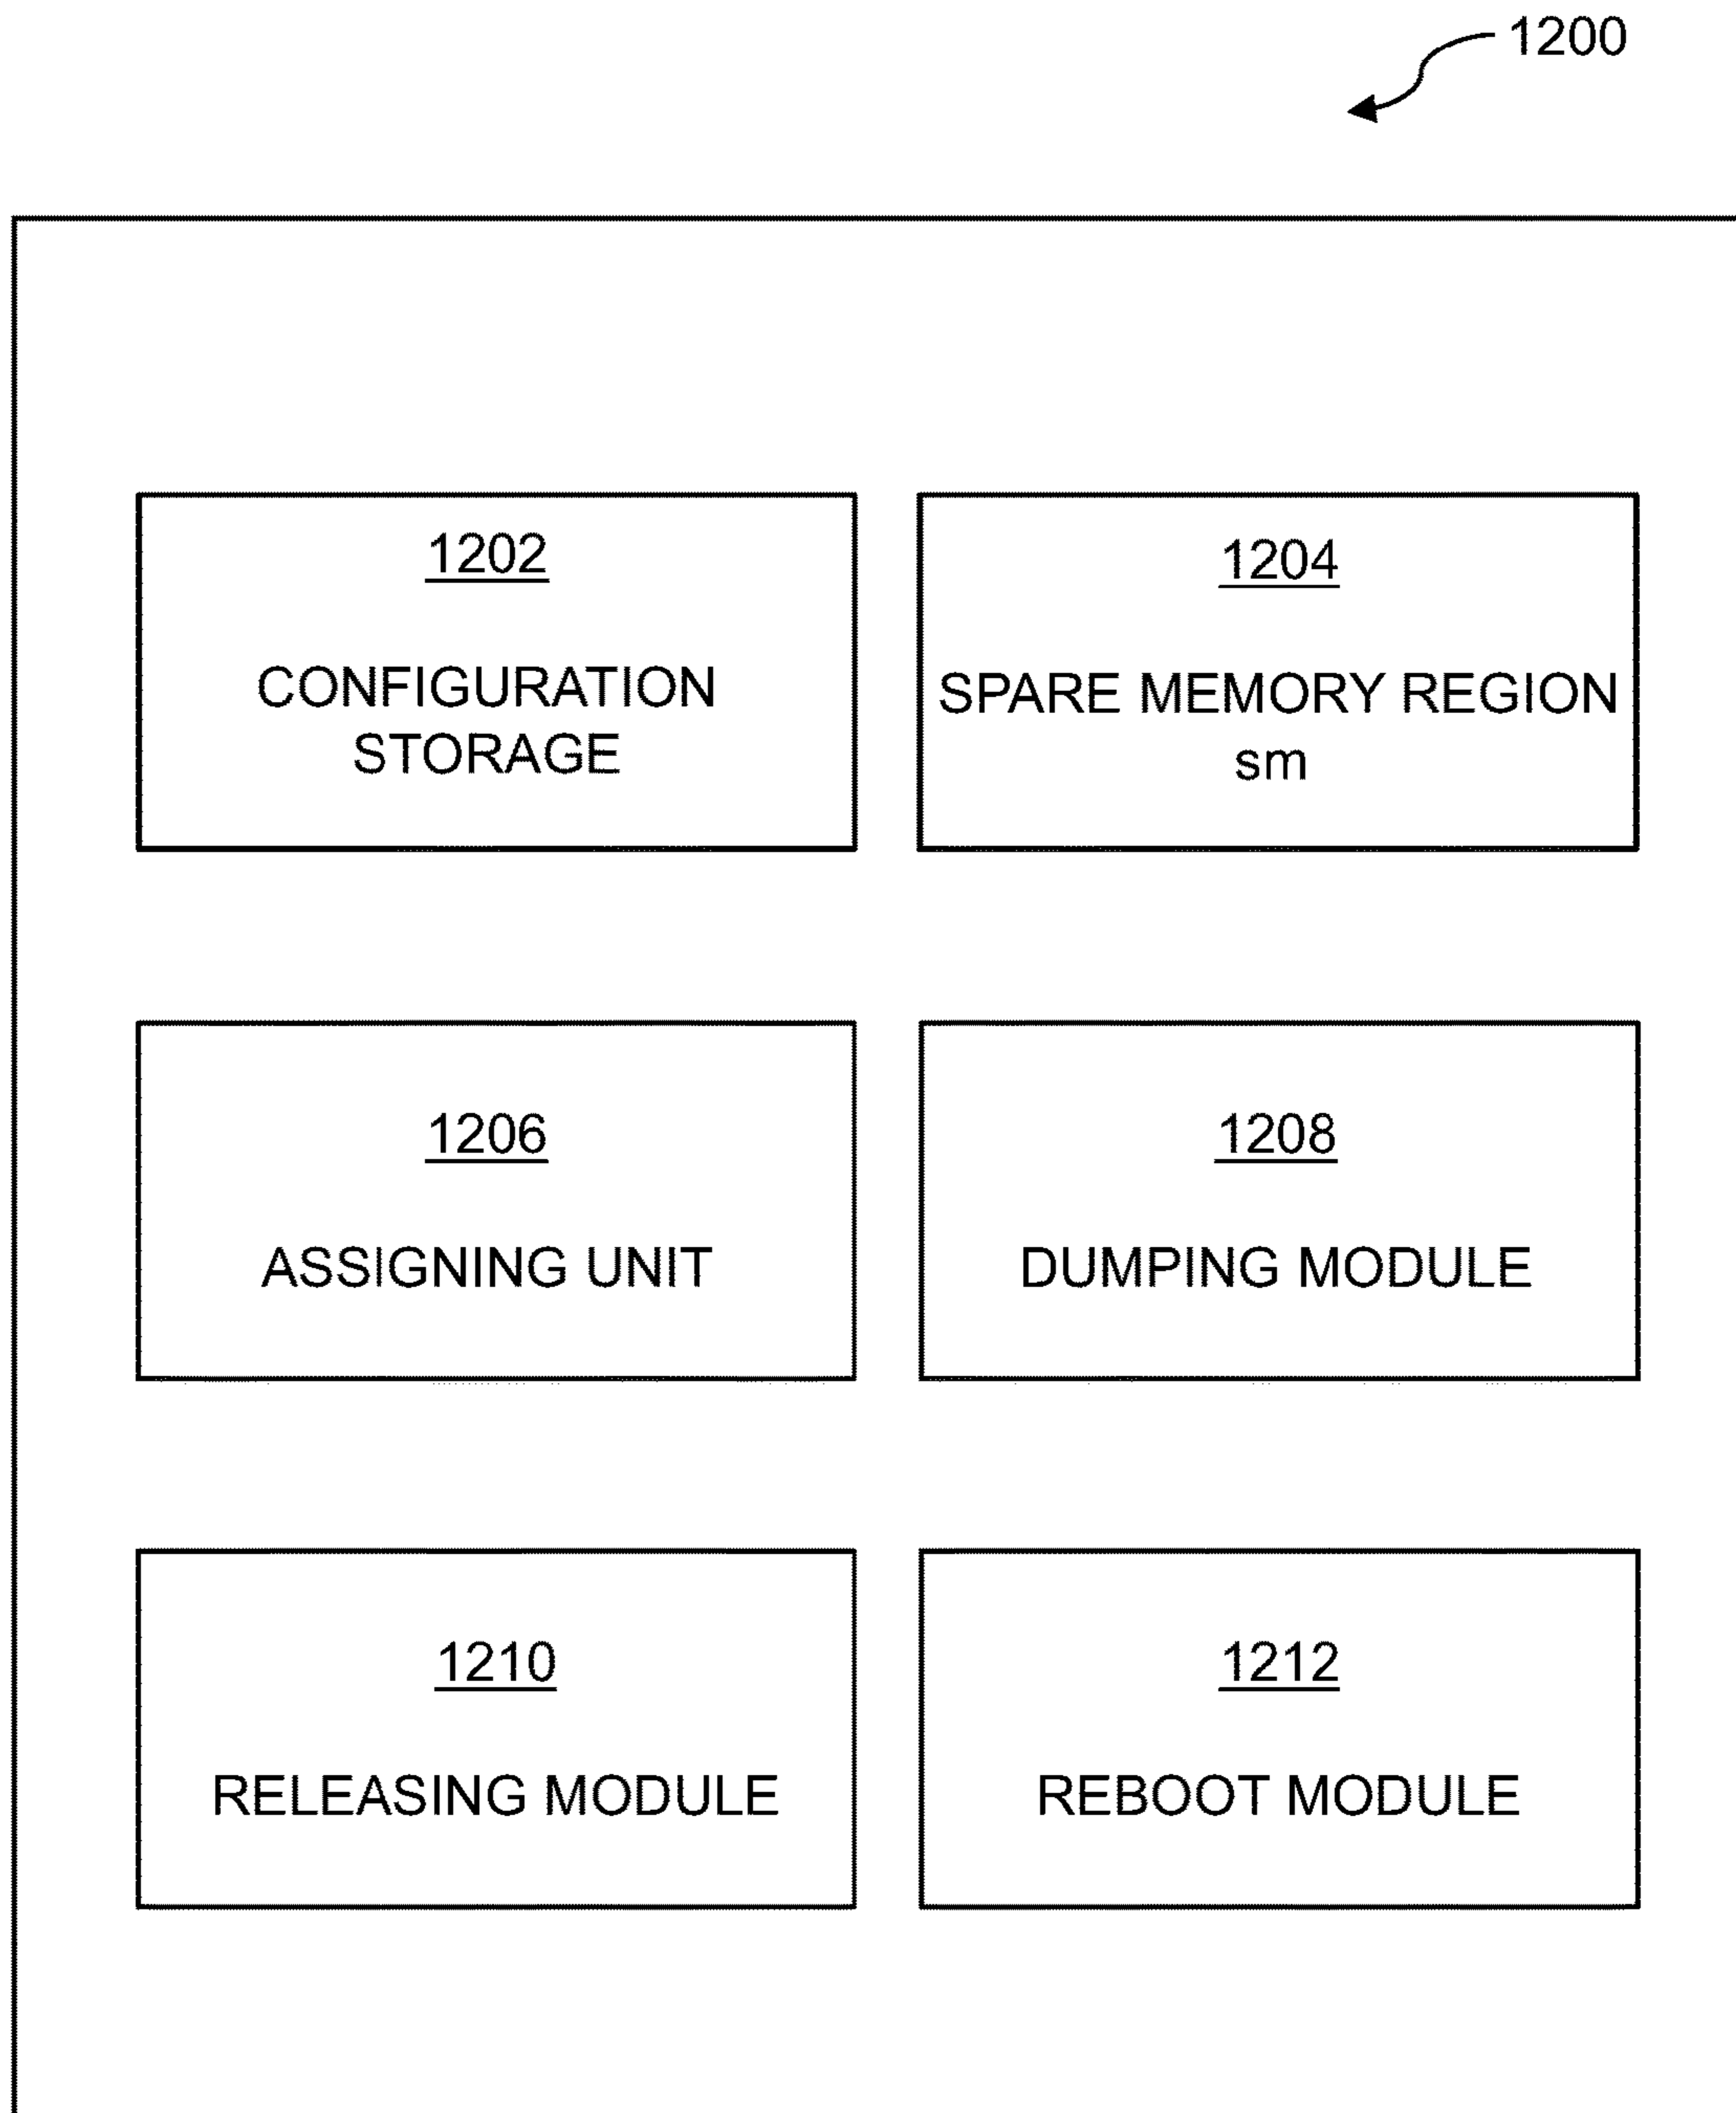 1200
1202
CONFIGURATION
STORAGE
1204
SPARE MEMORY REGION
sm
1206
ASSIGNING UNIT
1208
DUMPING MODULE
1210
RELEASING MODULE
1212
REBOOT MODULE